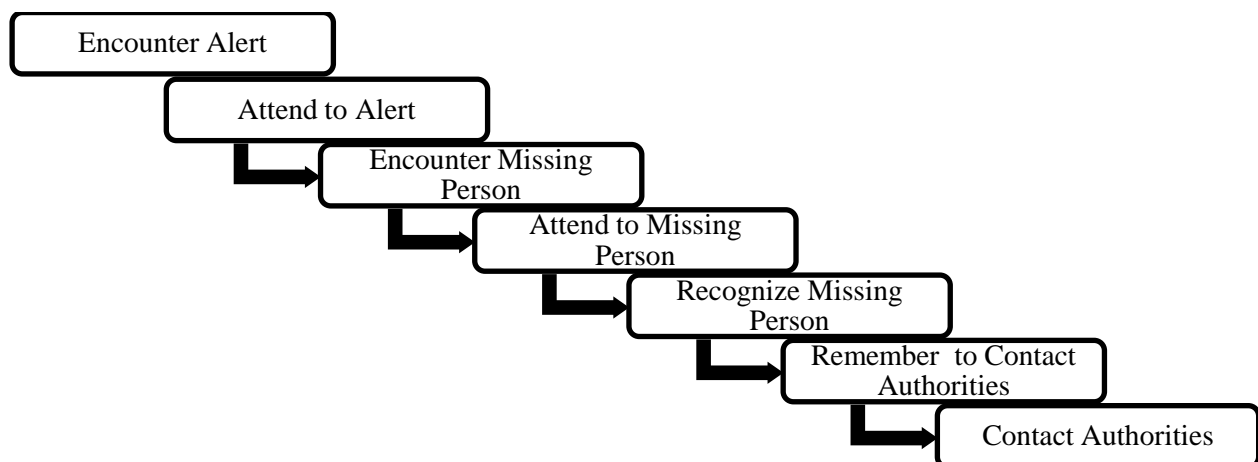 Encounter Alert
Attend to Alert
Encounter Missing
Person
Attend to Missing
Person
Recognize Missing
Person
Remember  to Contact
Authorities
Contact Authorities